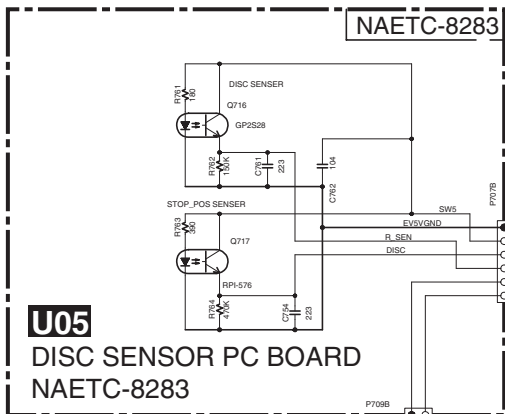 NAETC-8283
DISC SENSER
R761
180
Q716
GP2S28
R762
150K
C761
223
104
C762
P707B
STOP_POS SENSER
SW5
EV5VGND
R_SEN
DISC
R763
390
Q717
RPI-576
R764
470K
C754
223
U05
DISC SENSOR PC BOARD
NAETC-8283
P709B